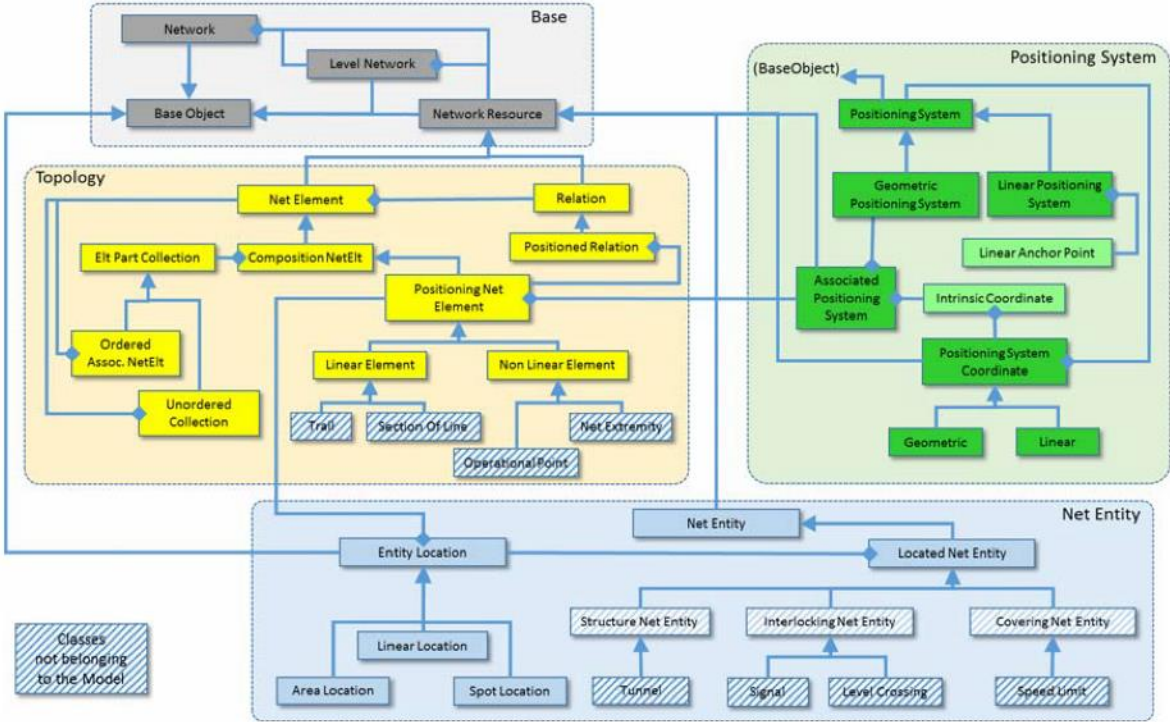 Base
Network
Level Network
Base Object
Network Resource
Positioning System
(BaseObject)
Positioning System
Geometric
Positioning System
Linear Positioning
System
Linear Anchor Point
Associated
Positioning
System
Intrinsic Coordinate
Positioning System
Coordinate
Geometric
Linear
Topology
Net Element
Relation
Elt Part Collection
Composition NetElt
Positioned Relation
Positioning Net
Element
Ordered
Assoc. NetElt
Linear Element
Non Linear Element
Unordered
Collection
Trail
Section Of Line
Net Extremity
Operational Point
Net Entity
Net Entity
Entity Location
Located Net Entity
Structure Net Entity
Interlocking Net Entity
Covering Net Entity
Linear Location
Area Location
Spot Location
Tunnel
Signal
Level Crossing
Speed Limit
Classes
not belonging
to the Model